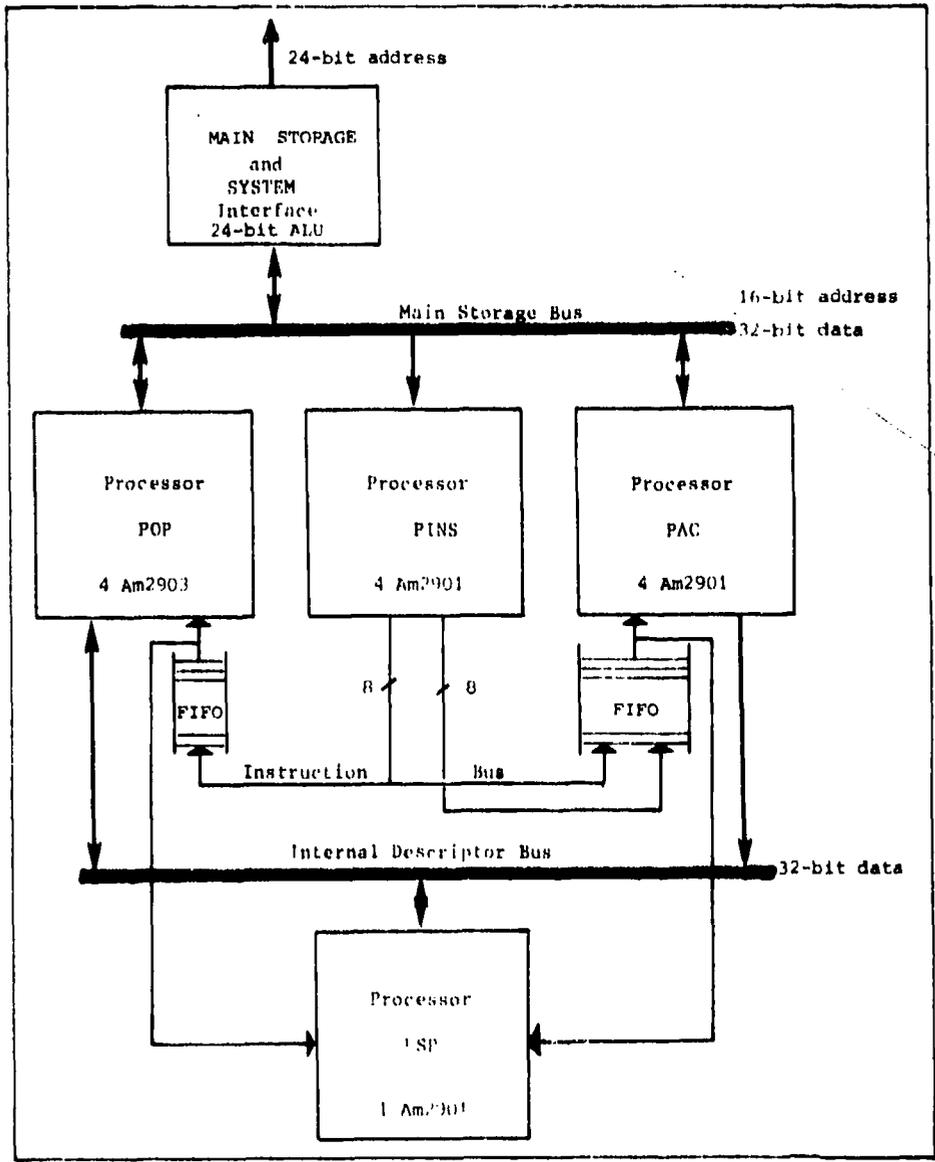 24-bit address
MAIN STORAGE
and
SYSTEM
Interface
24-bit ALU
16-bit address
Main Storage Bus
32-bit data
Processor
POP
4 Am2903
Processor
PINS
4 Am2901
Processor
PAC
4 Am2901
8
8
FIFO
FIFO
Instruction Bus
Internal Descriptor Bus
32-bit data
Processor
1 Am2901